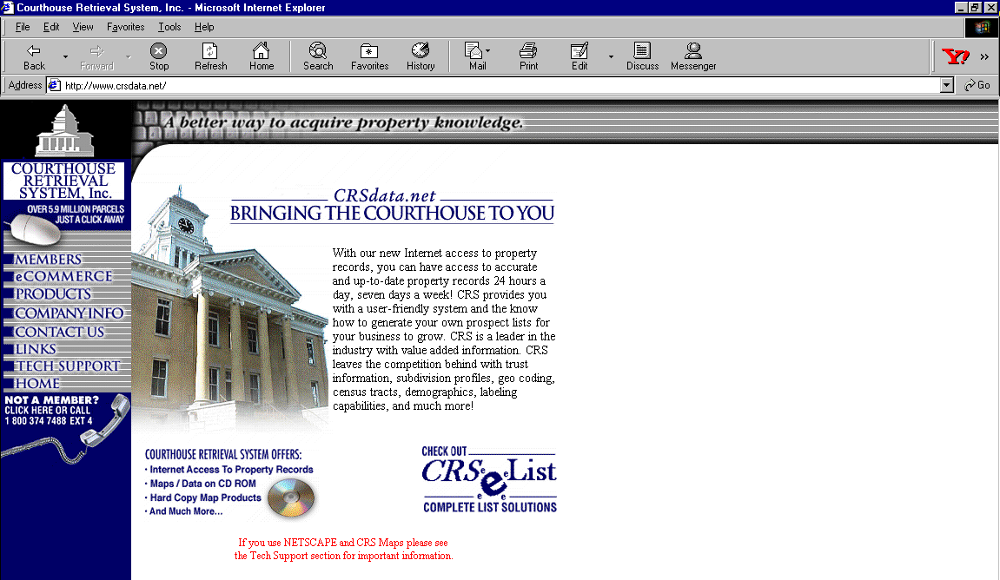 Courthouse Retrieval System, Inc. - Microsoft Internet Explorer
File Edit View Favorites Tools Help
Back Forward Stop Refresh Home Search Favorites History Mail Print Edit Discuss Messenger Y! »
Address http://www.crsdata.net/ Go
A better way to acquire property knowledge.
COURTHOUSE
RETRIEVAL
SYSTEM, Inc.
OVER 5.9 MILLION PARCELS
JUST A CLICK AWAY
MEMBERS
eCOMMERCE
PRODUCTS
COMPANY INFO
CONTACT US
LINKS
TECH SUPPORT
HOME
NOT A MEMBER?
CLICK HERE OR CALL
1 800 374 7488 EXT 4
CRSdata.net
BRINGING THE COURTHOUSE TO YOU
With our new Internet access to property
records, you can have access to accurate
and up-to-date property records 24 hours a
day, seven days a week! CRS provides you
with a user-friendly system and the know
how to generate your own prospect lists for
your business to grow. CRS is a leader in the
industry with value added information. CRS
leaves the competition behind with trust
information, subdivision profiles, geo coding,
census tracts, demographics, labeling
capabilities, and much more!
COURTHOUSE RETRIEVAL SYSTEM OFFERS:
· Internet Access To Property Records
· Maps / Data on CD ROM
· Hard Copy Map Products
· And Much More...
CHECK OUT
CRS e List
COMPLETE LIST SOLUTIONS
If you use NETSCAPE and CRS Maps please see
the Tech Support section for important information.